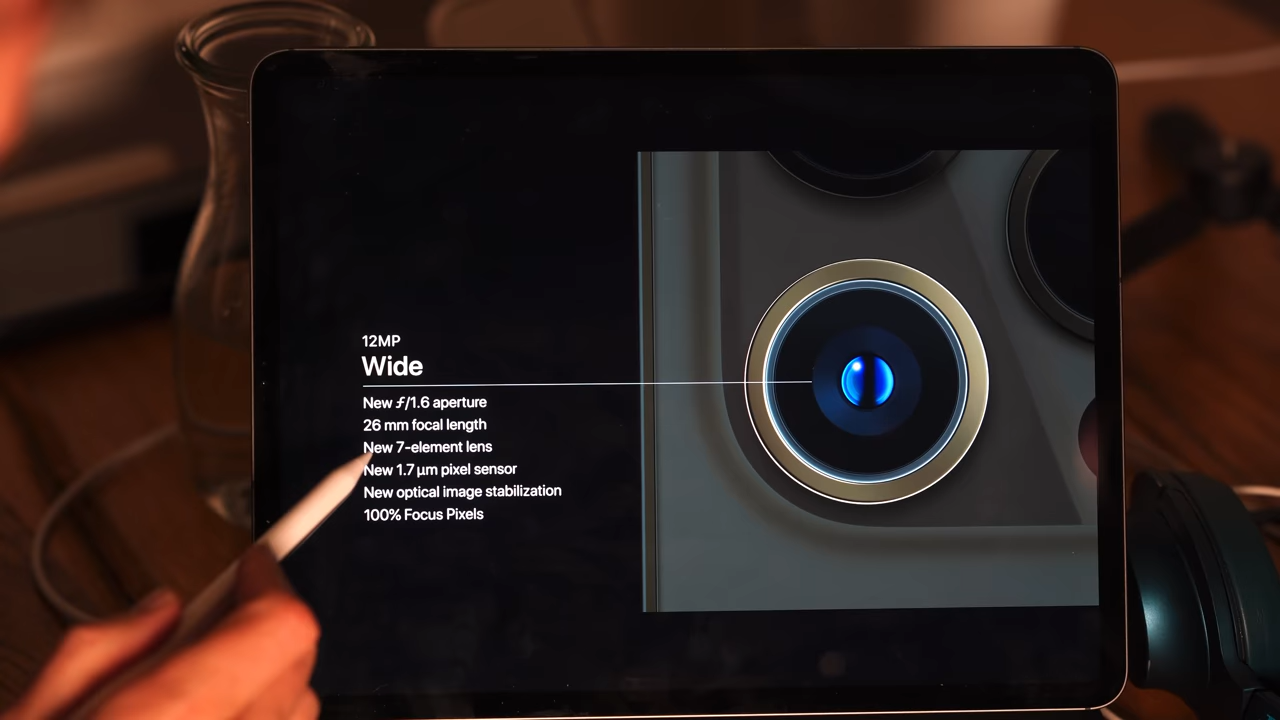 12MP
Wide
New ƒ/1.6 aperture
26 mm focal length
New 7-element lens
New 1.7 µm pixel sensor
New optical image stabilization
100% Focus Pixels